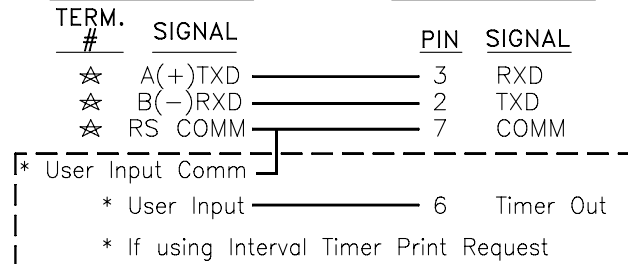 TERM.
# SIGNAL PIN SIGNAL
☆ A(+)TXD 3 RXD
☆ B(−)RXD 2 TXD
☆ RS COMM 7 COMM
* User Input Comm
* User Input 6 Timer Out
* If using Interval Timer Print Request